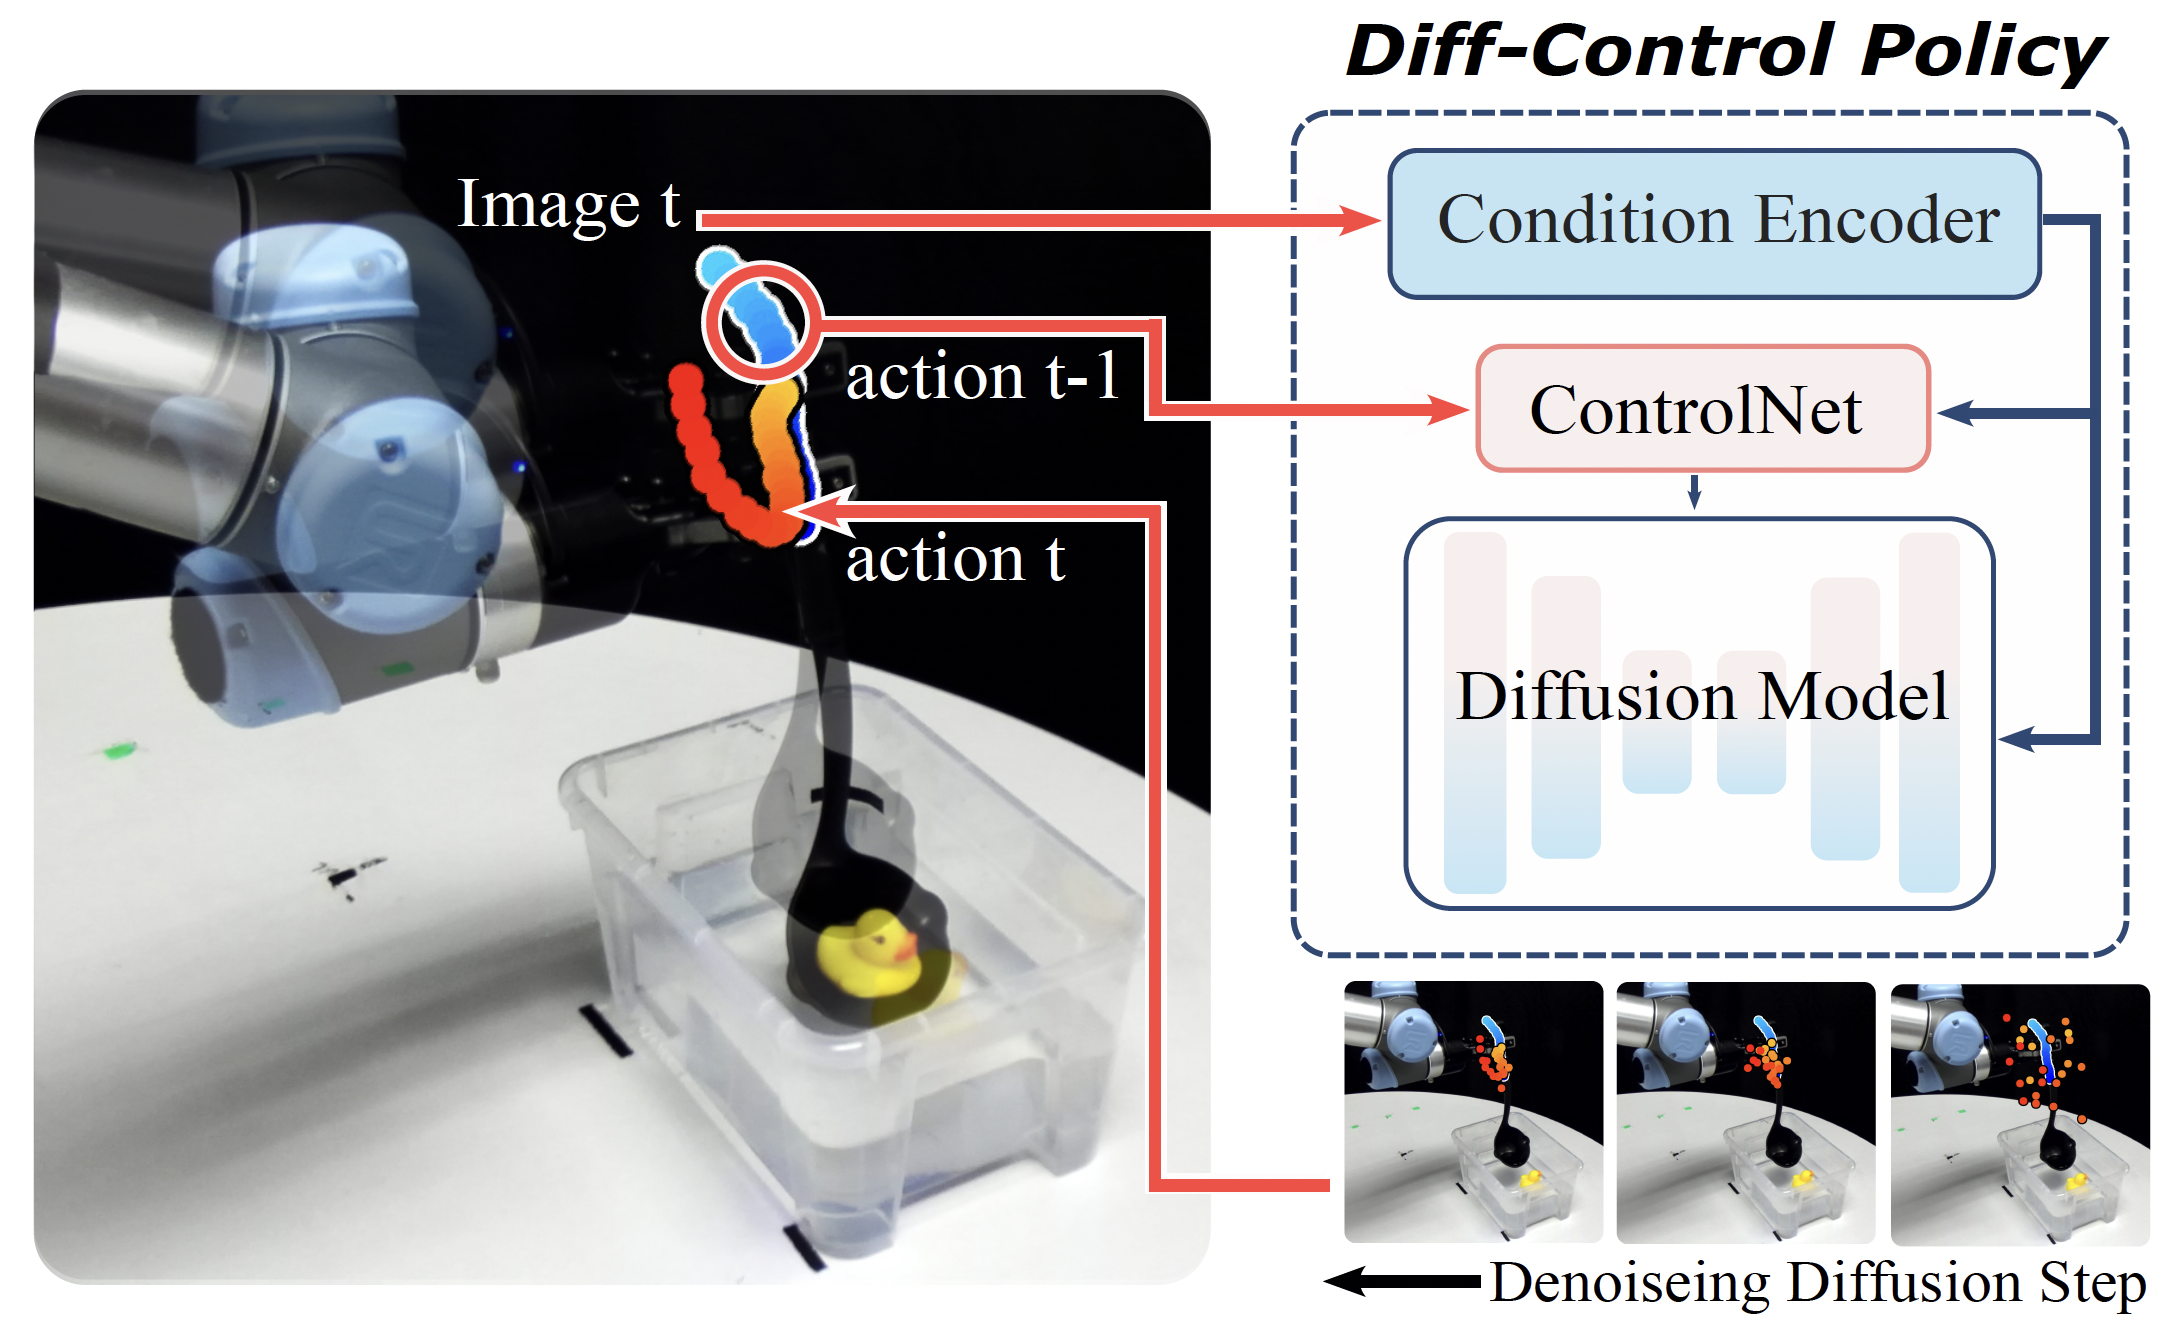 Diff-Control Policy
Image t
Condition Encoder
action t-1
ControlNet
action t
Diffusion Model
Denoiseing Diffusion Step